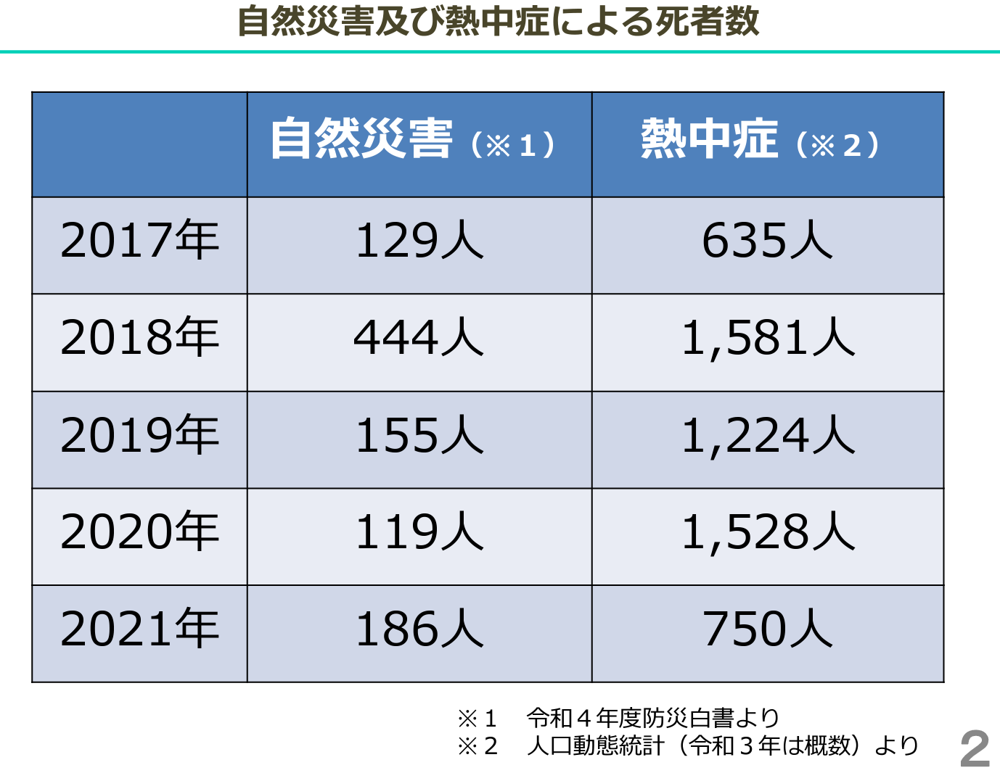 自然災害及び熱中症による死者数
自然災害（※１） 熱中症（※２）
2017年 129人 635人
2018年 444人 1,581人
2019年 155人 1,224人
2020年 119人 1,528人
2021年 186人 750人
※１　令和４年度防災白書より
※２　人口動態統計（令和３年は概数）より
2